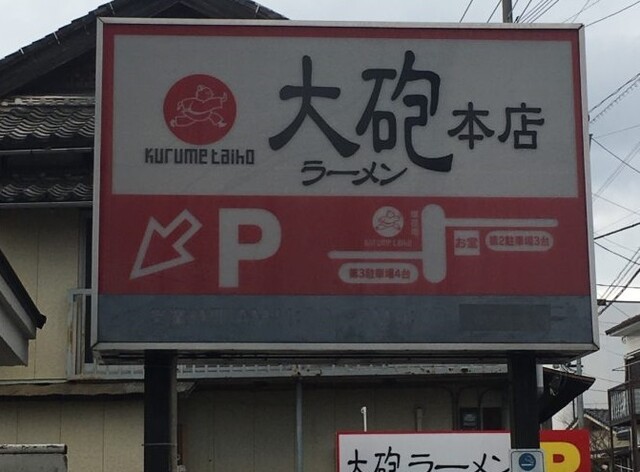 大砲
本店
ラーメン
kurume taiho
P
お宝
第2駐車場3台
第3駐車場4台
大砲ラーメン
P